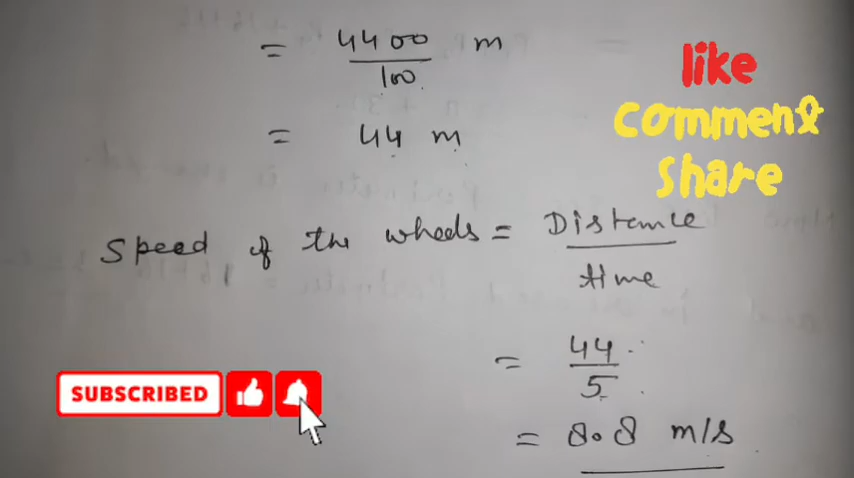 = 4400 m
100
= 44 m
like
comment
share
Speed of the wheels = Distance
time
= 44
5
= 8.8 m/s
SUBSCRIBED